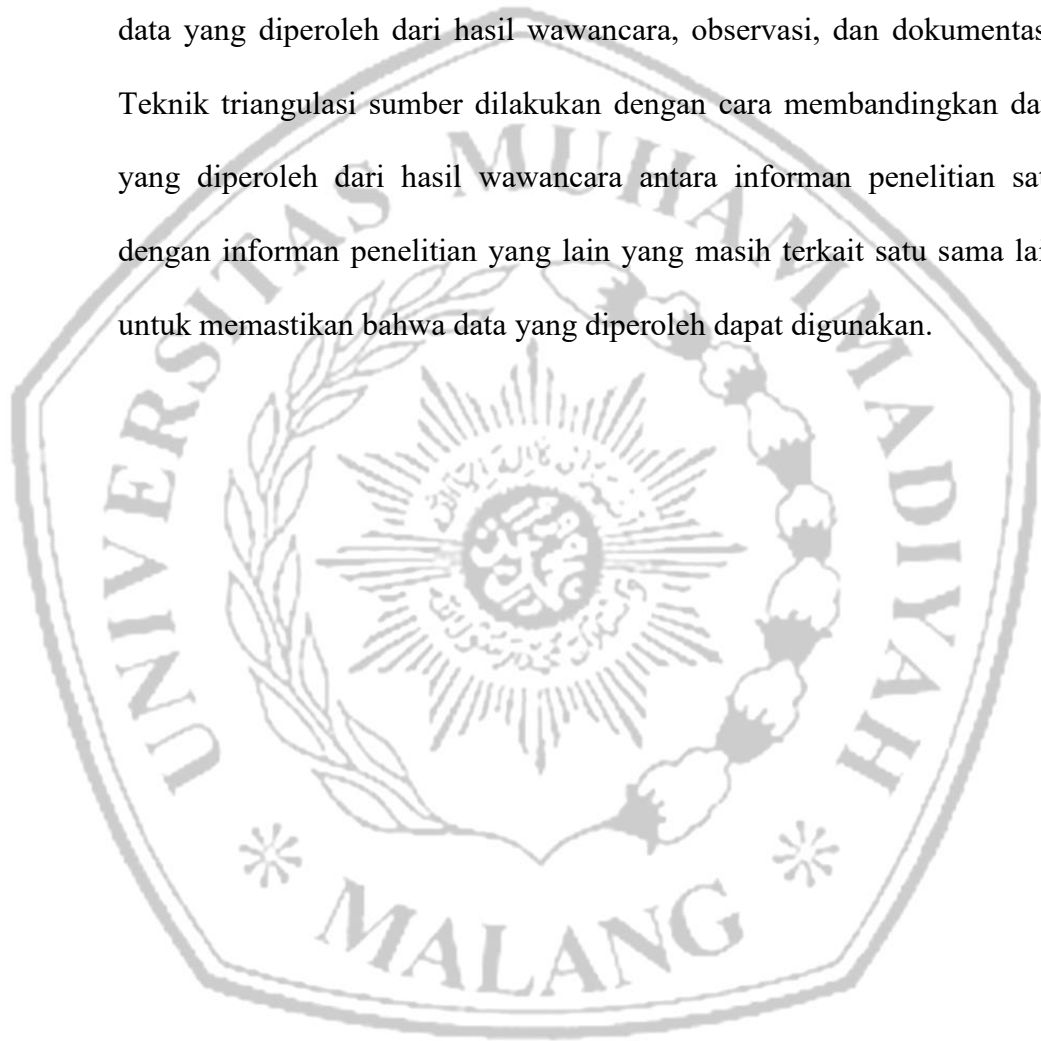 data yang diperoleh dari hasil wawancara, observasi, dan dokumentas
Teknik triangulasi sumber dilakukan dengan cara membandingkan da
yang diperoleh dari hasil wawancara antara informan penelitian sat
dengan informan penelitian yang lain yang masih terkait satu sama lai
untuk memastikan bahwa data yang diperoleh dapat digunakan.
UNIVERSITAS MUHAMMADIYAH
MALANG